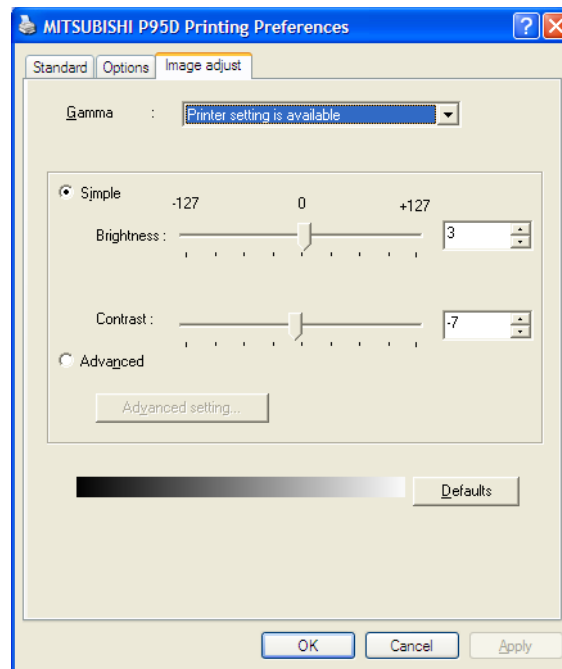 MITSUBISHI P95D Printing Preferences
Standard Options Image adjust
Gamma : Printer setting is available
Simple
-127 0 +127
Brightness : 3
Contrast : -7
Advanced
Advanced setting...
Defaults
OK Cancel Apply